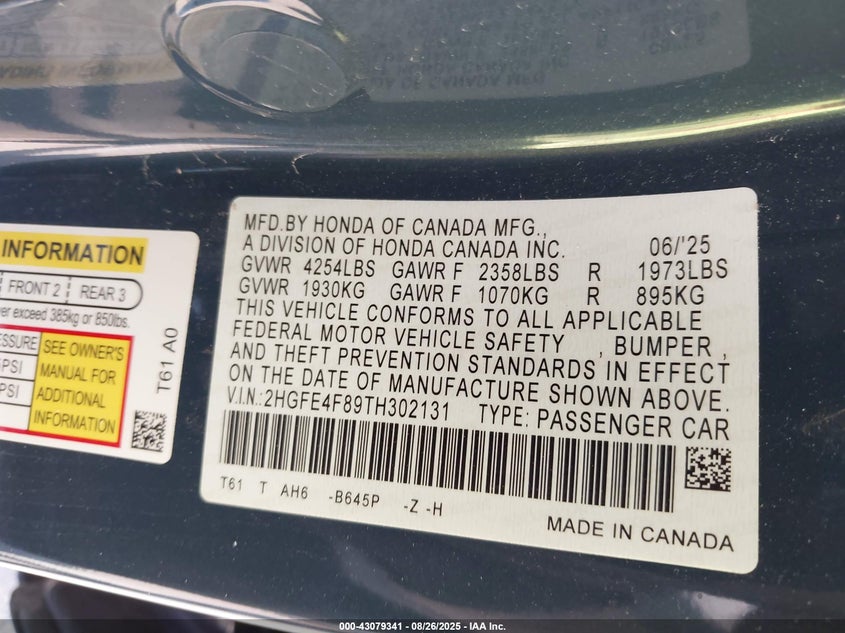 INFORMATION
FRONT 2 REAR 3
exceed 385kg or 850lbs.
SEE OWNER'S
MANUAL FOR
ADDITIONAL
INFORMATION
PSI
PSI
T61 A0
MFD.BY HONDA OF CANADA MFG.,
A DIVISION OF HONDA CANADA INC. 06/'25
GVWR 4254LBS GAWR F 2358LBS R 1973LBS
GVWR 1930KG GAWR F 1070KG R 895KG
THIS VEHICLE CONFORMS TO ALL APPLICABLE
FEDERAL MOTOR VEHICLE SAFETY , BUMPER ,
AND THEFT PREVENTION STANDARDS IN EFFECT
ON THE DATE OF MANUFACTURE SHOWN ABOVE.
V.I.N:2HGFE4F89TH302131 TYPE: PASSENGER CAR
T61 T AH6 -B645P -Z -H
MADE IN CANADA
000-43079341 - 08/26/2025 - IAA Inc.